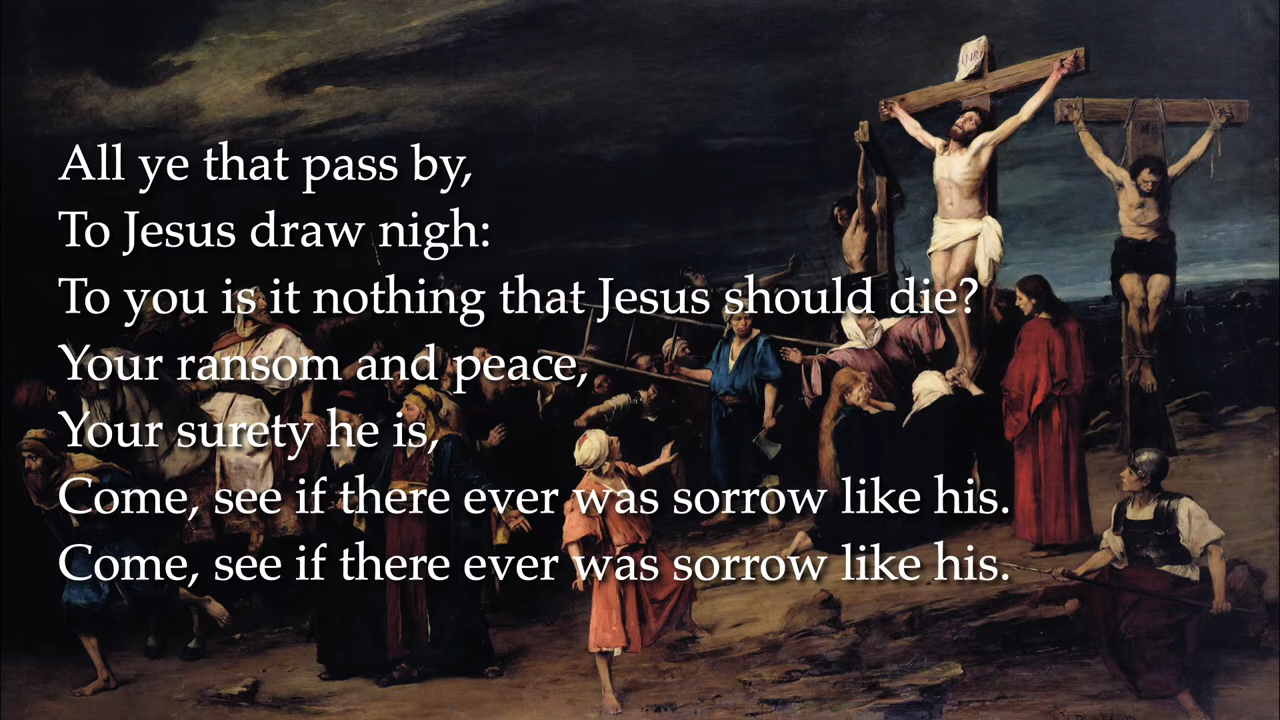 All ye that pass by,
To Jesus draw nigh:
To you is it nothing that Jesus should die?
Your ransom and peace,
Your surety he is,
Come, see if there ever was sorrow like his.
Come, see if there ever was sorrow like his.